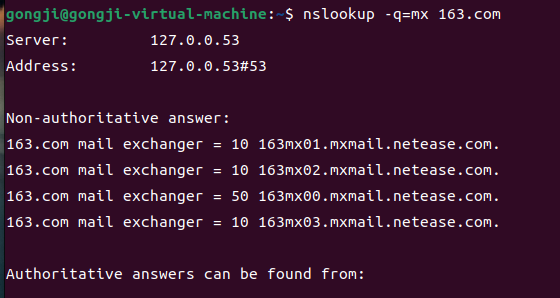 gongji@gongji-virtual-machine:~$ nslookup -q=mx 163.com
Server:         127.0.0.53
Address:        127.0.0.53#53
Non-authoritative answer:
163.com mail exchanger = 10 163mx01.mxmail.netease.com.
163.com mail exchanger = 10 163mx02.mxmail.netease.com.
163.com mail exchanger = 50 163mx00.mxmail.netease.com.
163.com mail exchanger = 10 163mx03.mxmail.netease.com.
Authoritative answers can be found from: